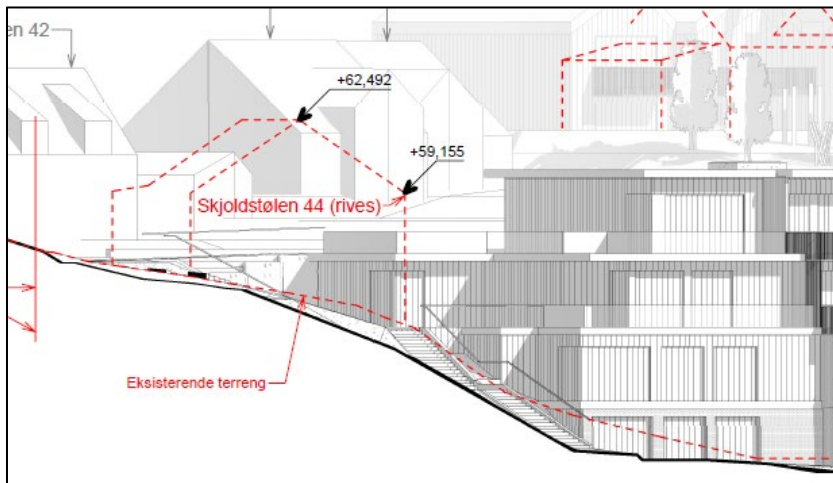 en 42
+62,492
+59,155
Skjoldstølen 44 (rives)
Eksisterende terreng